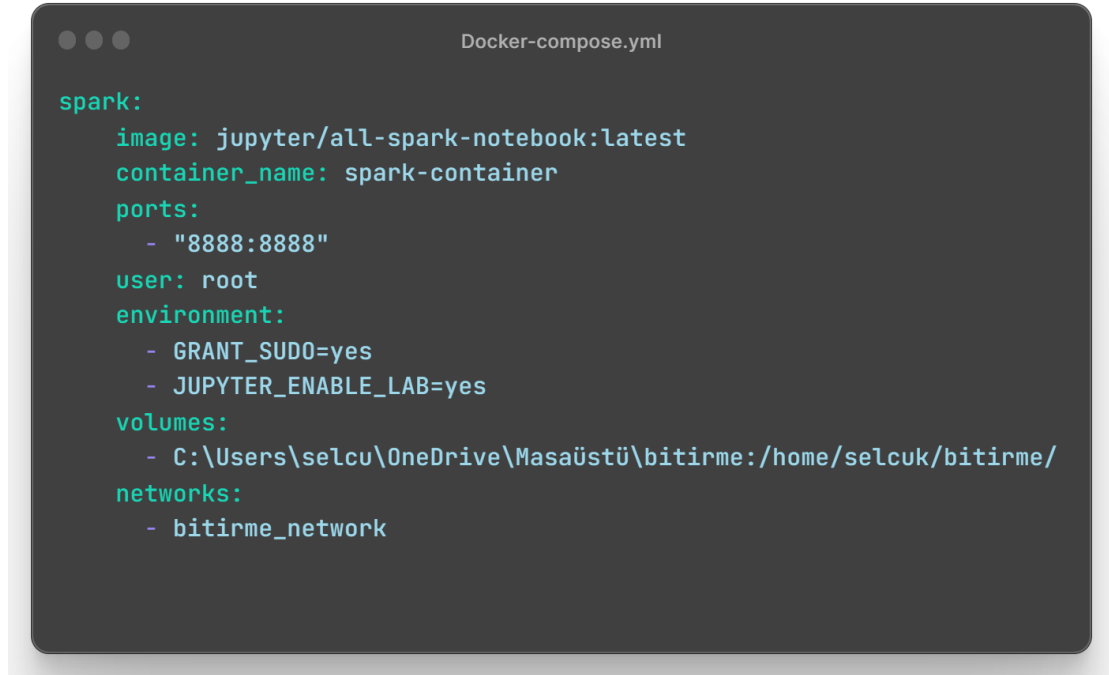 Docker-compose.yml
spark:
    image: jupyter/all-spark-notebook:latest
    container_name: spark-container
    ports:
      - "8888:8888"
    user: root
    environment:
      - GRANT_SUDO=yes
      - JUPYTER_ENABLE_LAB=yes
    volumes:
      - C:\Users\selcu\OneDrive\Masaüstü\bitirme:/home/selcuk/bitirme/
    networks:
      - bitirme_network